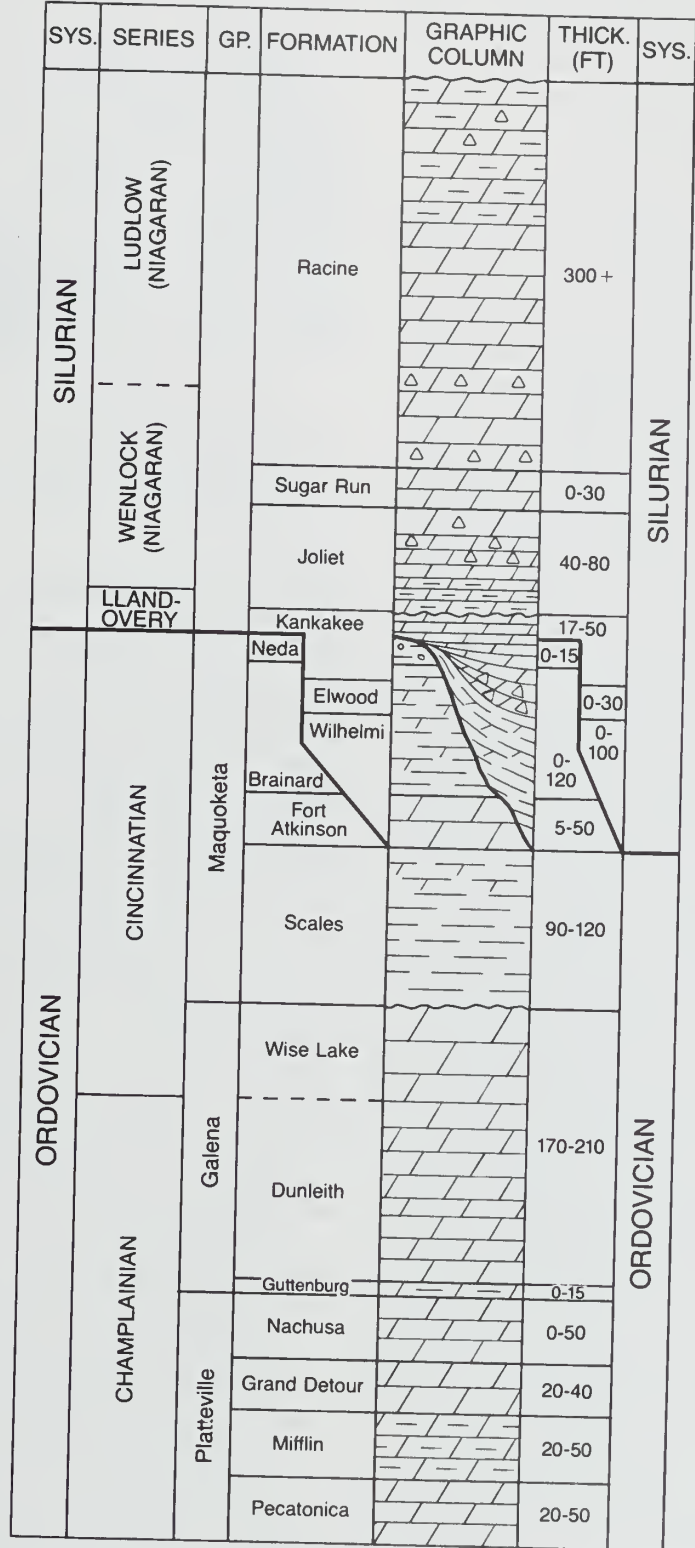 SYS.
SERIES
GP.
FORMATION
GRAPHIC
COLUMN
THICK.
(FT)
SYS.
SILURIAN
LUDLOW
(NIAGARAN)
WENLOCK
(NIAGARAN)
LLAND-
OVERY
Racine
300 +
Sugar Run
0-30
Joliet
40-80
Kankakee
17-50
SILURIAN
ORDOVICIAN
CINCINNATIAN
Maquoketa
Neda
0-15
Elwood
0-30
Wilhelmi
0-
100
Brainard
0-
120
Fort
Atkinson
5-50
Scales
90-120
CHAMPLAINIAN
Galena
Wise Lake
Dunleith
170-210
Guttenburg
0-15
Platteville
Nachusa
0-50
Grand Detour
20-40
Mifflin
20-50
Pecatonica
20-50
ORDOVICIAN